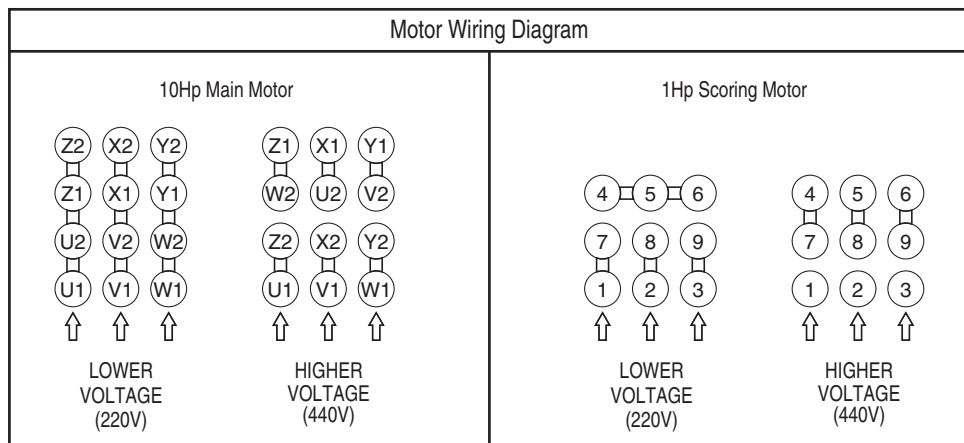 Motor Wiring Diagram
10Hp Main Motor
Z2 X2 Y2
Z1 X1 Y1
U2 V2 W2
U1 V1 W1
LOWER
VOLTAGE
(220V)
Z1 X1 Y1
W2 U2 V2
Z2 X2 Y2
U1 V1 W1
HIGHER
VOLTAGE
(440V)
1Hp Scoring Motor
4 5 6
7 8 9
1 2 3
LOWER
VOLTAGE
(220V)
4 5 6
7 8 9
1 2 3
HIGHER
VOLTAGE
(440V)